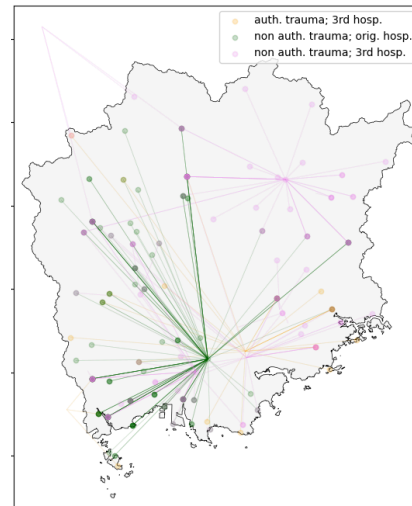 auth. trauma; 3rd hosp.
non auth. trauma; orig. hosp.
non auth. trauma; 3rd hosp.